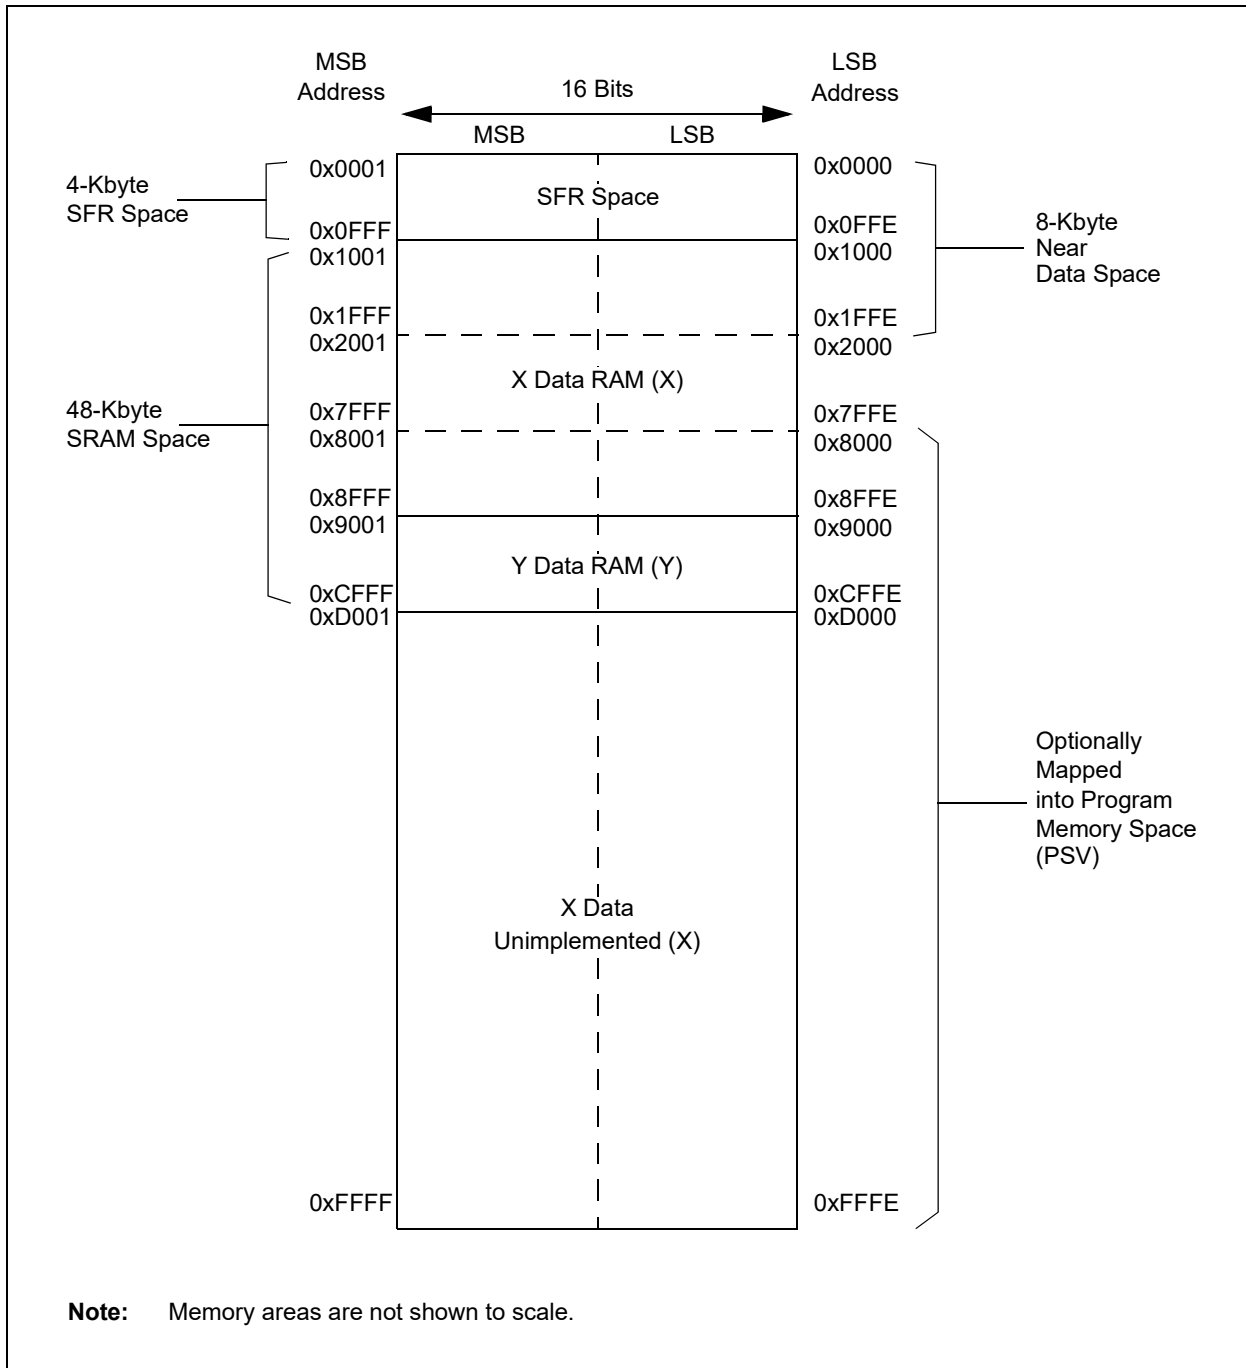 MSB
Address
LSB
Address
16 Bits
MSB
LSB
4-Kbyte
SFR Space
0x0001
0x0FFF
0x1001
SFR Space
0x0000
0x0FFE
0x1000
8-Kbyte
Near
Data Space
0x1FFF
0x2001
0x1FFE
0x2000
X Data RAM (X)
48-Kbyte
SRAM Space
0x7FFF
0x8001
0x7FFE
0x8000
0x8FFF
0x9001
0x8FFE
0x9000
Y Data RAM (Y)
0xCFFF
0xD001
0xCFFE
0xD000
Optionally
Mapped
into Program
Memory Space
(PSV)
X Data
Unimplemented (X)
0xFFFF
0xFFFE
Note: Memory areas are not shown to scale.